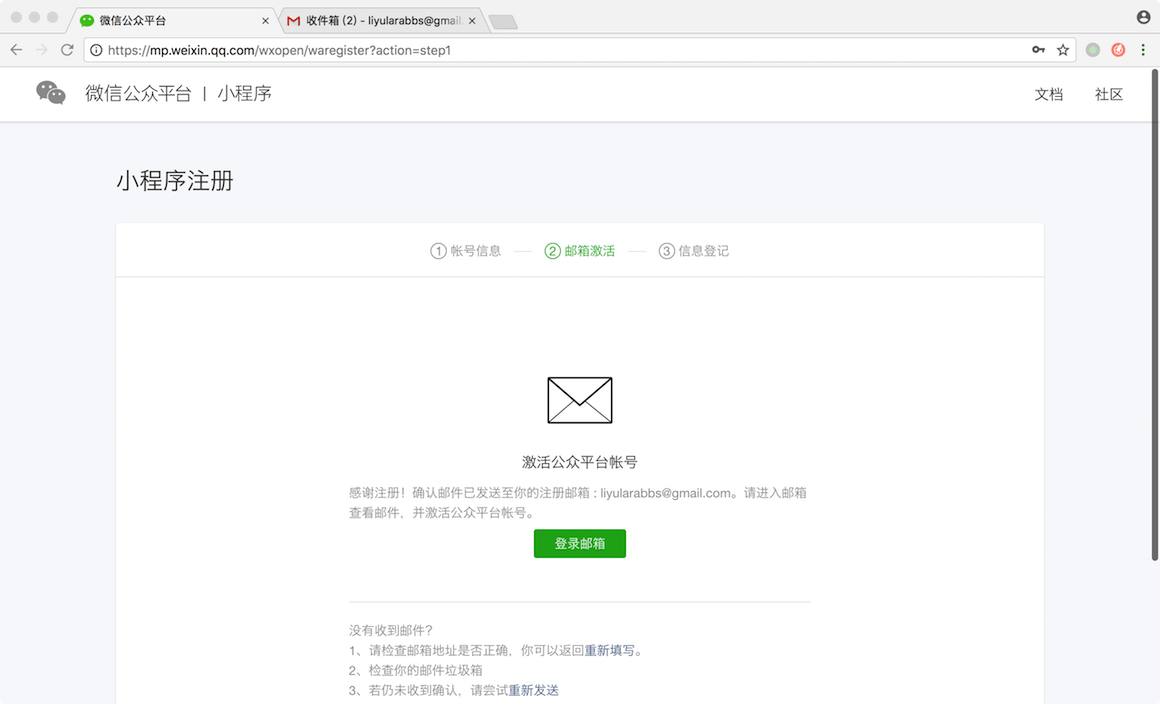 微信公众平台
收件箱 (2) - liyularabbs@gmail.
https://mp.weixin.qq.com/wxopen/waregister?action=step1
微信公众平台 | 小程序
文档
社区
小程序注册
1 帐号信息
2 邮箱激活
3 信息登记
激活公众平台帐号
感谢注册！确认邮件已发送至你的注册邮箱 : liyularabbs@gmail.com。请进入邮箱
查看邮件，并激活公众平台帐号。
登录邮箱
没有收到邮件？
1、请检查邮箱地址是否正确，你可以返回重新填写。
2、检查你的邮件垃圾箱
3、若仍未收到确认，请尝试重新发送